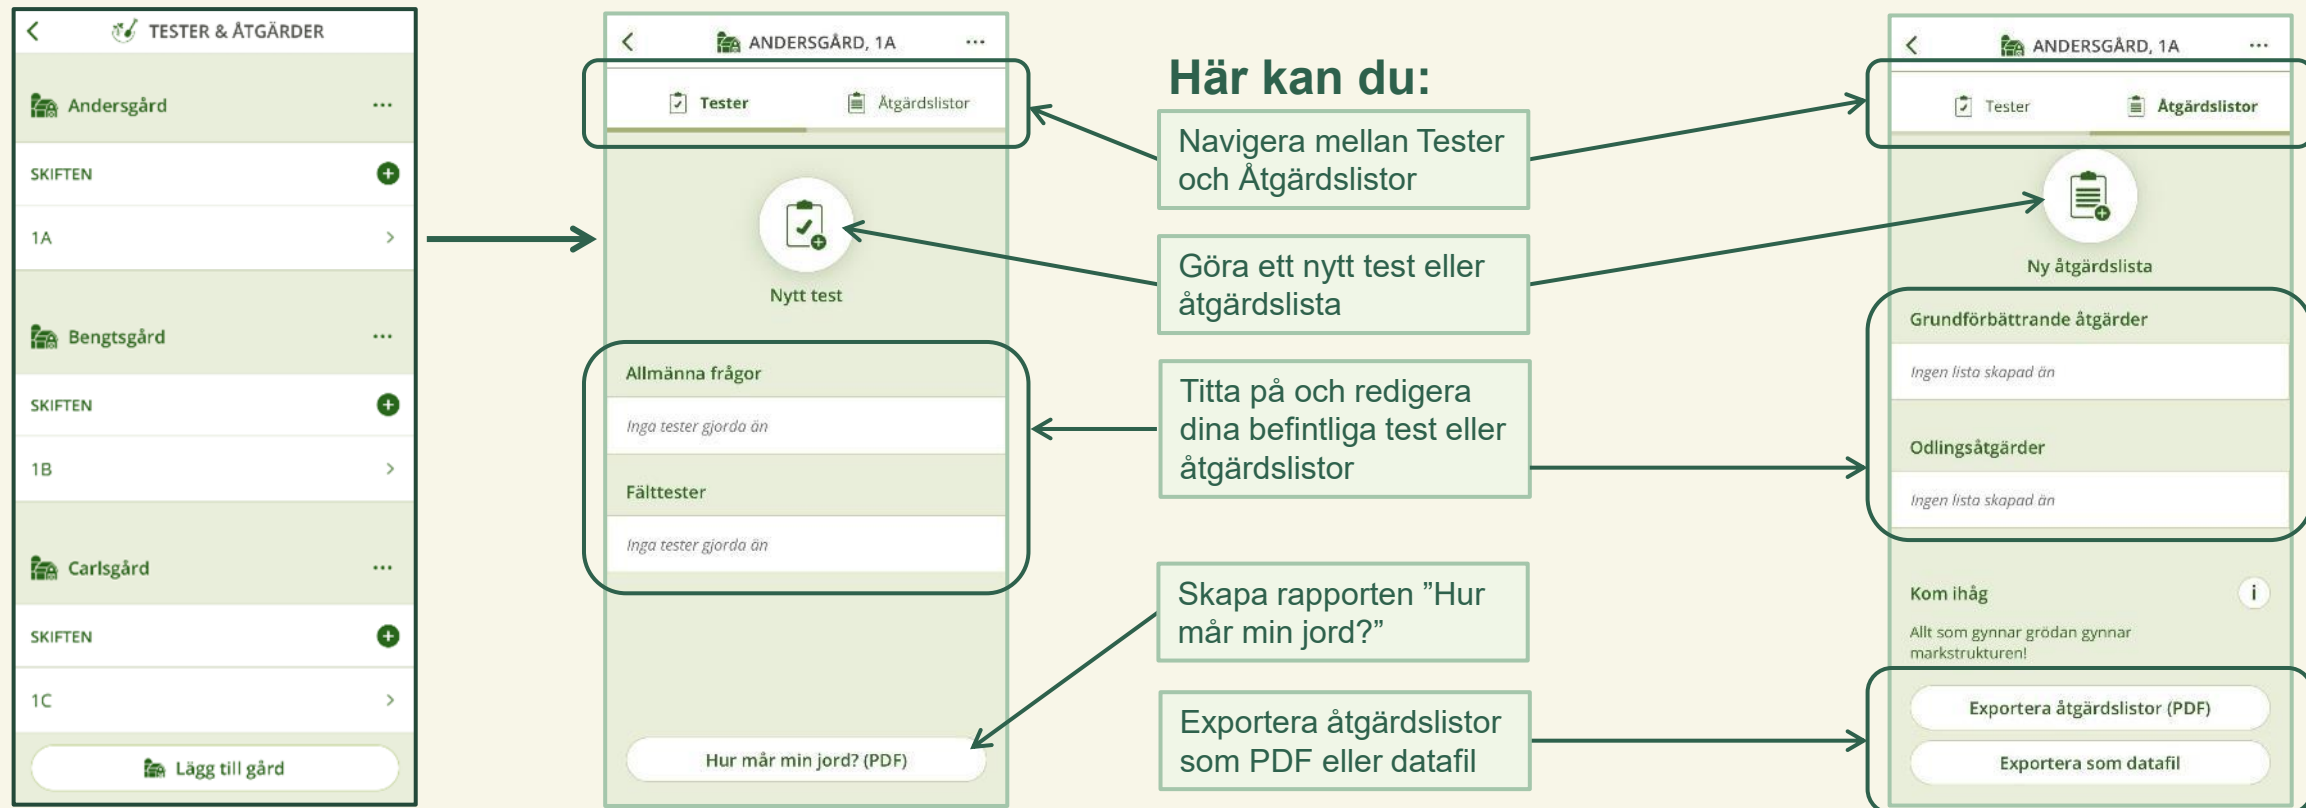 TESTER & ÅTGÄRDER
Andersgård
SKIFTEN
1A
Bengtsgård
SKIFTEN
1B
Carlsgård
SKIFTEN
1C
Lägg till gård
ANDERSGÅRD, 1A
Tester
Åtgärdslistor
Nytt test
Allmänna frågor
Inga tester gjorda än
Fälttester
Inga tester gjorda än
Hur mår min jord? (PDF)
Här kan du:
Navigera mellan Tester
och Åtgärdslistor
Göra ett nytt test eller
åtgärdslista
Titta på och redigera
dina befintliga test eller
åtgärdslistor
Skapa rapporten ”Hur
mår min jord?”
Exportera åtgärdslistor
som PDF eller datafil
ANDERSGÅRD, 1A
Tester
Åtgärdslistor
Ny åtgärdslista
Grundförbättrande åtgärder
Ingen lista skapad än
Odlingsåtgärder
Ingen lista skapad än
Kom ihåg
i
Allt som gynnar grödan gynnar
markstrukturen!
Exportera åtgärdslistor (PDF)
Exportera som datafil